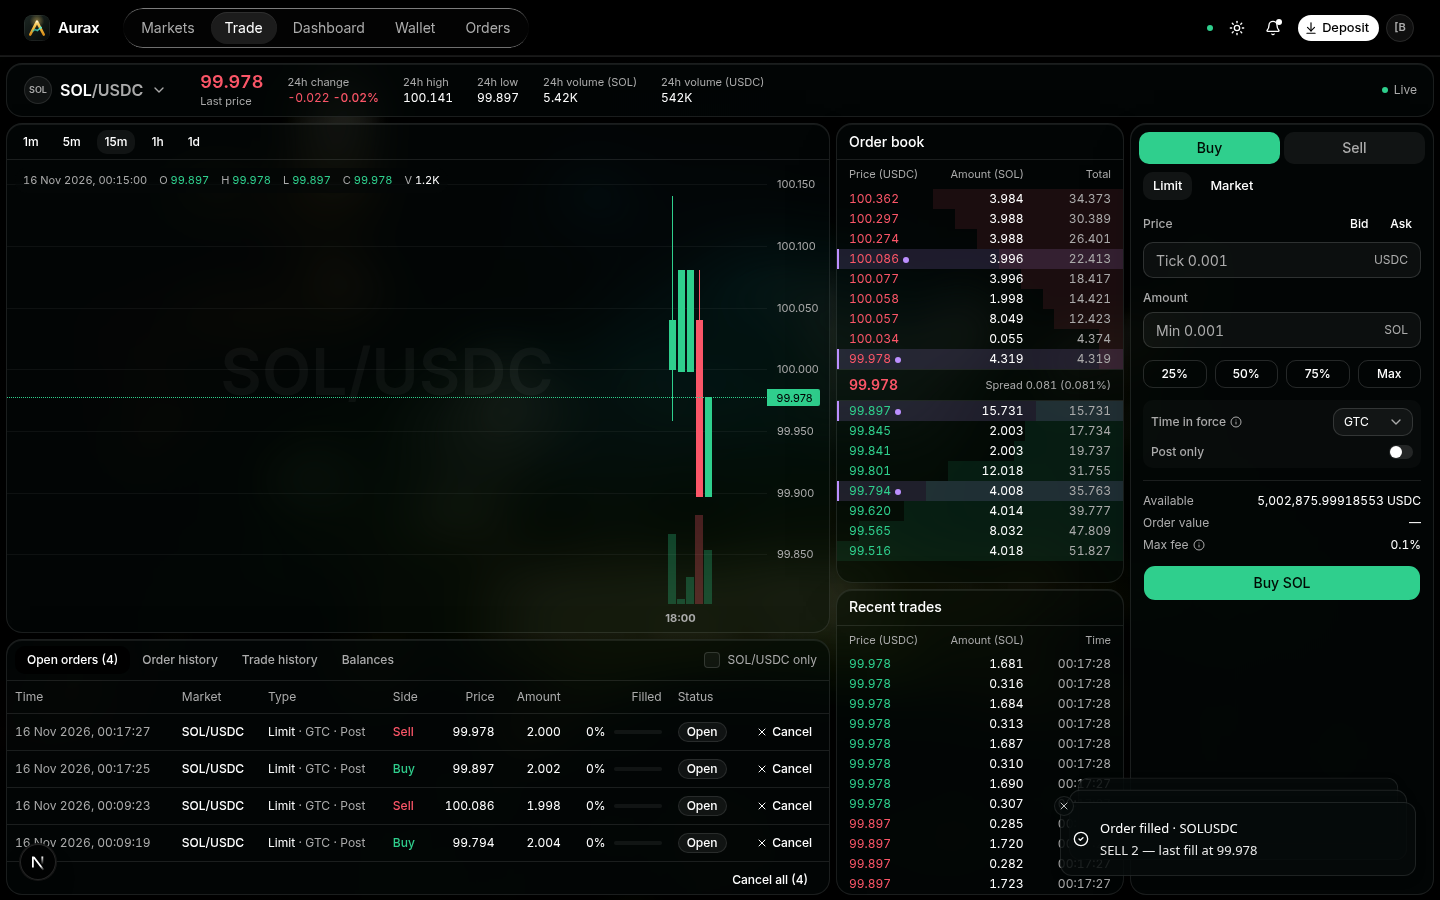 Aurax
Markets Trade Dashboard Wallet Orders
Deposit
[B
SOL SOL/USDC
99.978
Last price
24h change
-0.022 -0.02%
24h high
100.141
24h low
99.897
24h volume (SOL)
5.42K
24h volume (USDC)
542K
Live
1m 5m 15m 1h 1d
16 Nov 2026, 00:15:00 O 99.897 H 99.978 L 99.897 C 99.978 V 1.2K
SOL/USDC
100.150
100.100
100.050
100.000
99.978
99.950
99.900
99.850
18:00
Order book
Price (USDC) Amount (SOL) Total
100.362 3.984 34.373
100.297 3.988 30.389
100.274 3.988 26.401
100.086 3.996 22.413
100.077 3.996 18.417
100.058 1.998 14.421
100.057 8.049 12.423
100.034 0.055 4.374
99.978 4.319 4.319
99.978 Spread 0.081 (0.081%)
99.897 15.731 15.731
99.845 2.003 17.734
99.841 2.003 19.737
99.801 12.018 31.755
99.794 4.008 35.763
99.620 4.014 39.777
99.565 8.032 47.809
99.516 4.018 51.827
Recent trades
Price (USDC) Amount (SOL) Time
99.978 1.681 00:17:28
99.978 0.316 00:17:28
99.978 1.684 00:17:28
99.978 0.313 00:17:28
99.978 1.687 00:17:28
99.978 0.310 00:17:28
99.978 1.690 00:17:27
99.978 0.307
99.897 0.285
99.897 1.720
99.897 0.282 00:17:27
99.897 1.723 00:17:27
Buy Sell
Limit Market
Price Bid Ask
Tick 0.001 USDC
Amount
Min 0.001 SOL
25% 50% 75% Max
Time in force GTC
Post only
Available 5,002,875.99918553 USDC
Order value —
Max fee 0.1%
Buy SOL
Open orders (4) Order history Trade history Balances SOL/USDC only
Time Market Type Side Price Amount Filled Status
16 Nov 2026, 00:17:27 SOL/USDC Limit · GTC · Post Sell 99.978 2.000 0% Open Cancel
16 Nov 2026, 00:17:25 SOL/USDC Limit · GTC · Post Buy 99.897 2.002 0% Open Cancel
16 Nov 2026, 00:09:23 SOL/USDC Limit · GTC · Post Sell 100.086 1.998 0% Open Cancel
16 Nov 2026, 00:09:19 SOL/USDC Limit · GTC · Post Buy 99.794 2.004 0% Open Cancel
Cancel all (4)
N
Order filled · SOLUSDC
SELL 2 — last fill at 99.978